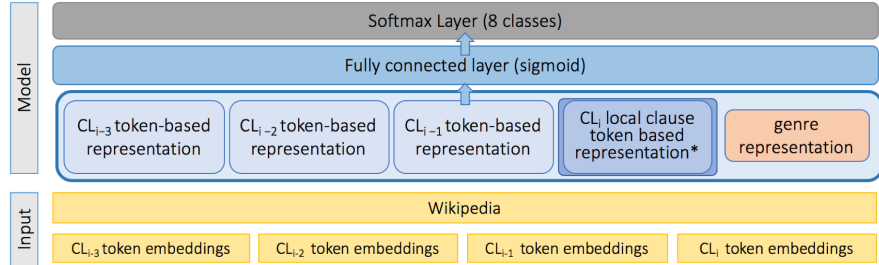 Model
Softmax Layer (8 classes)
Fully connected layer (sigmoid)
CLi−3 token-based
representation
CLi −2 token-based
representation
CLi −1 token-based
representation
CLi local clause
token based
representation*
genre
representation
Input
Wikipedia
CLi-3 token embeddings
CLi-2 token embeddings
CLi-1 token embeddings
CLi token embeddings